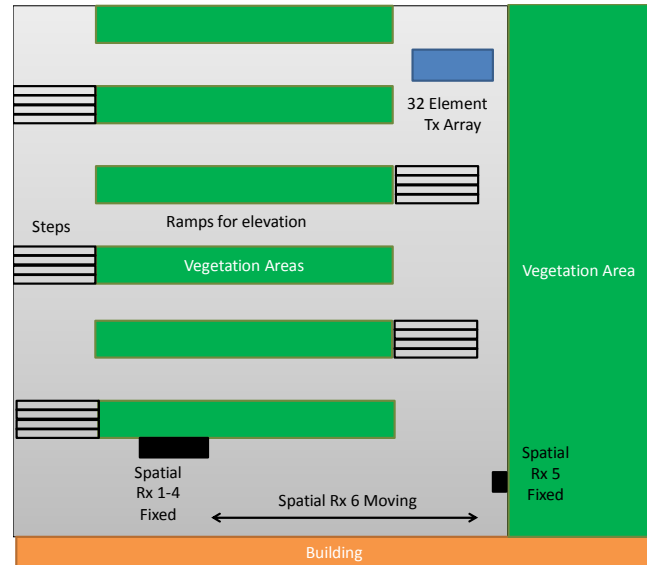 32 Element
Tx Array
Steps
Ramps for elevation
Vegetation Areas
Vegetation Area
Spatial
Rx 1-4
Fixed
Spatial Rx 6 Moving
Spatial
Rx 5
Fixed
Building